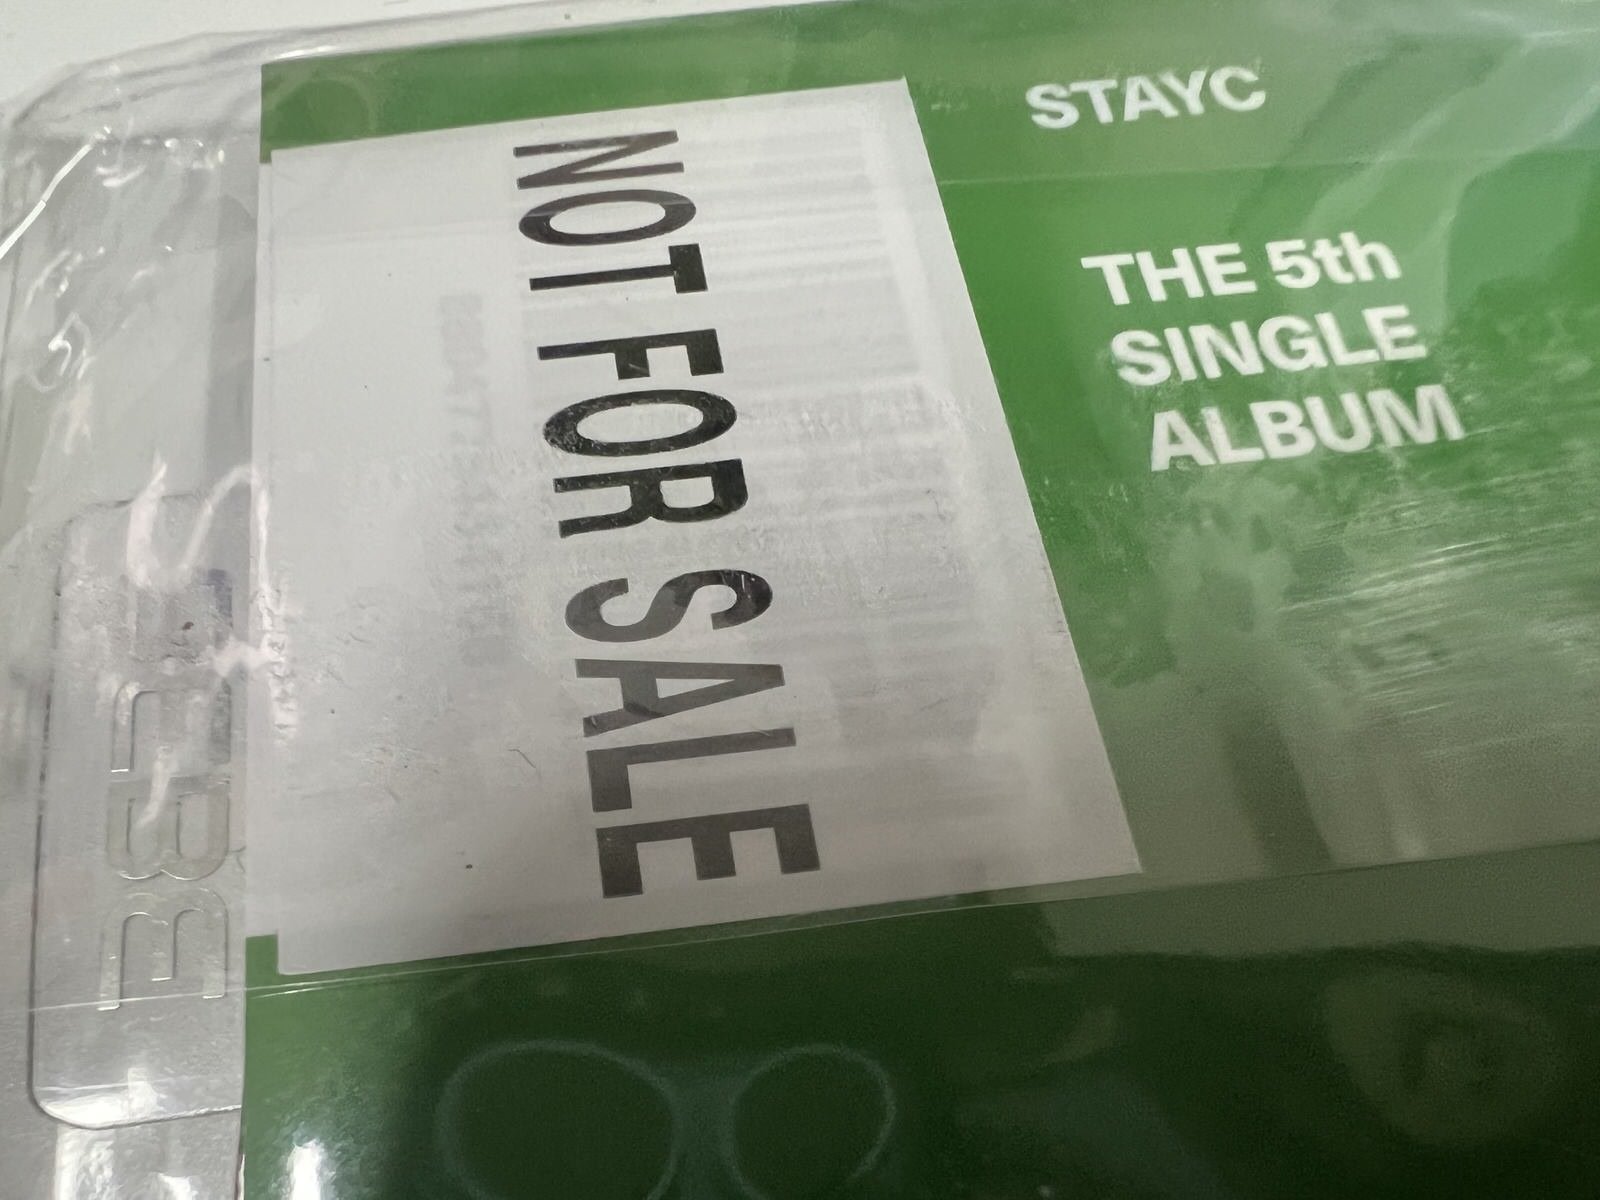 STAYC
THE 5th
SINGLE
ALBUM
NOT FOR SALE